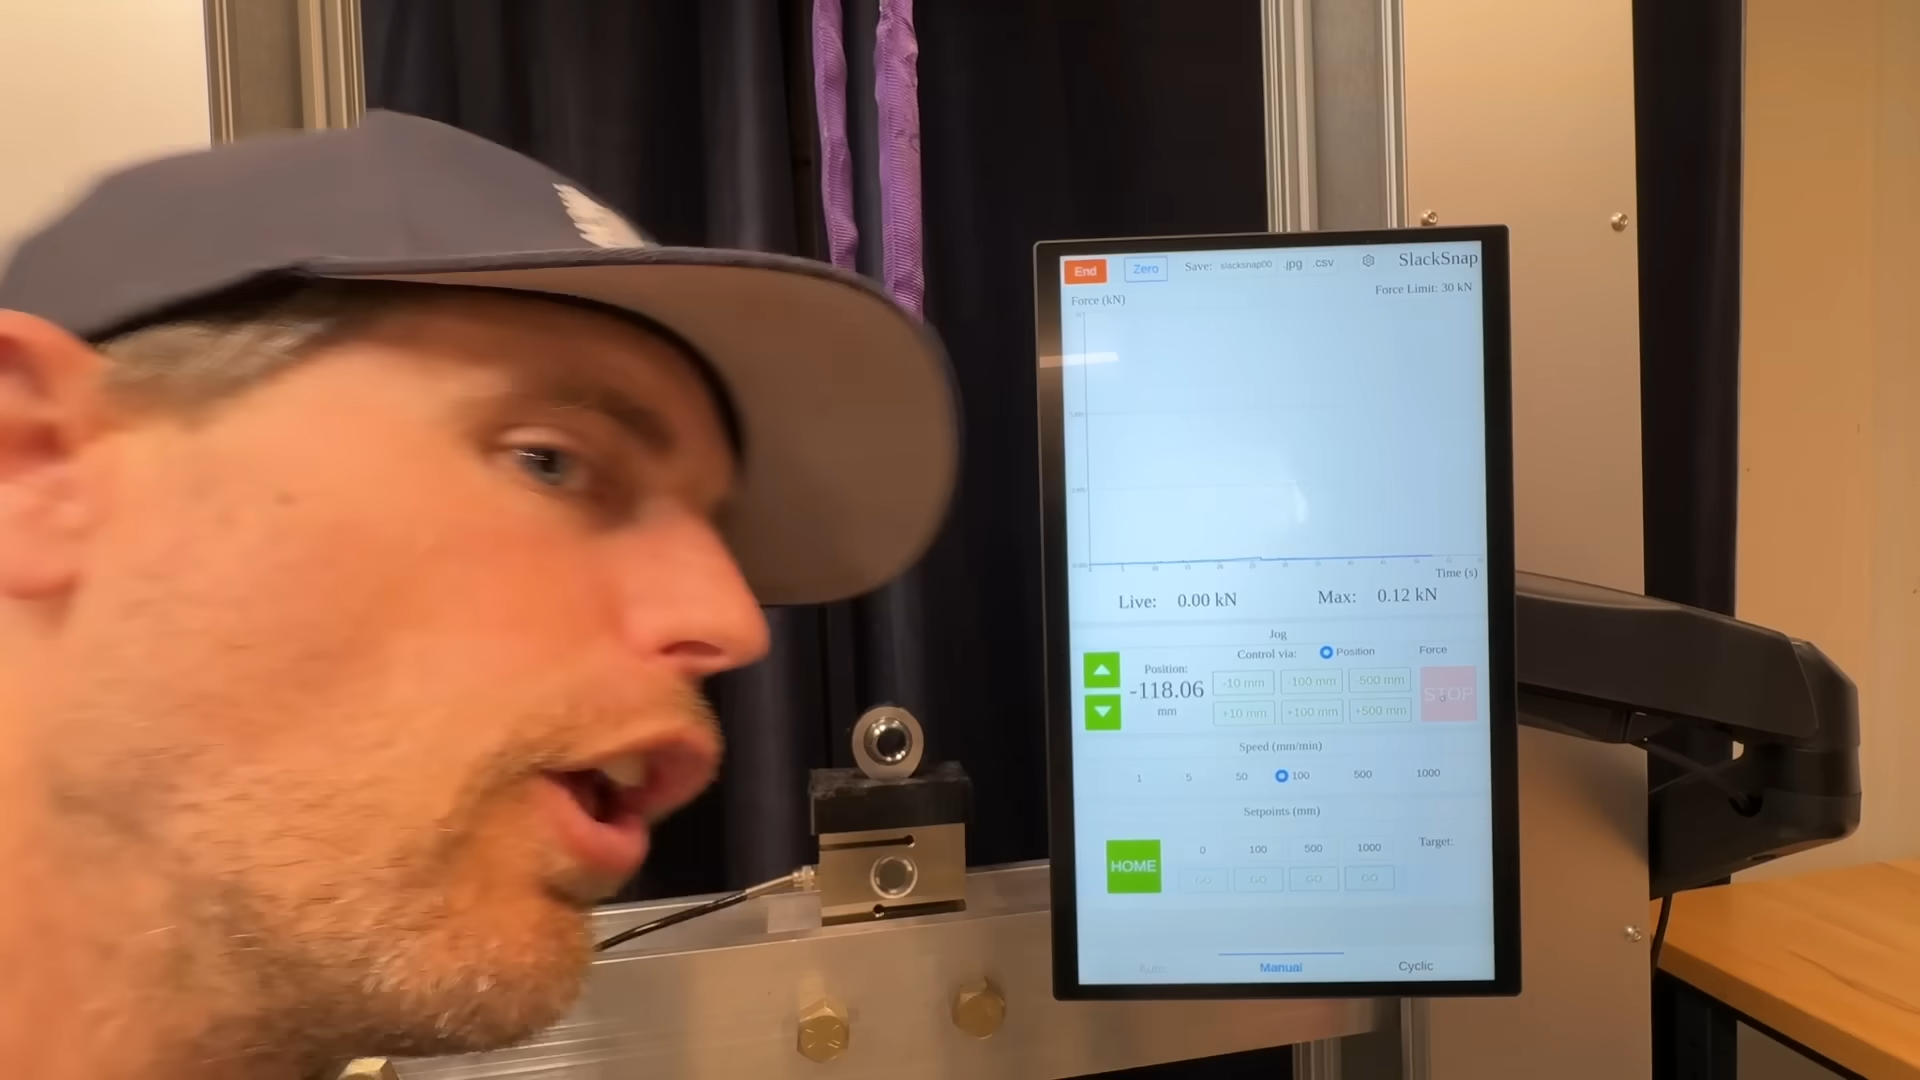 End Zero Save: slacksnap00 .jpg .csv SlackSnap
Force Limit: 30 kN
Force (kN)
Time (s)
Live: 0.00 kN Max: 0.12 kN
Jog
Control via: Position Force
Position:
-118.06
mm
-10 mm -100 mm -500 mm
+10 mm +100 mm +500 mm
STOP
Speed (mm/min)
1 5 50 100 500 1000
Setpoints (mm)
HOME
0 100 500 1000 Target:
GO GO GO GO
Auto Manual Cyclic